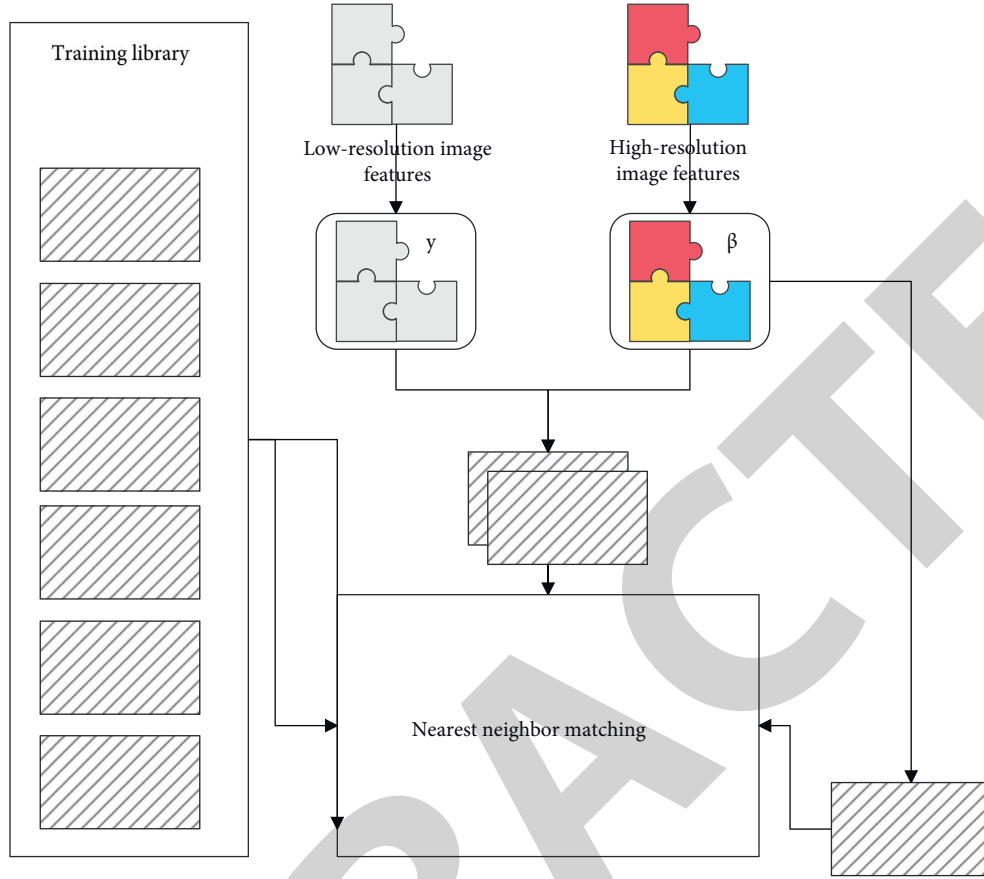 Training library
Low-resolution image
features
High-resolution
image features
y
β
Nearest neighbor matching